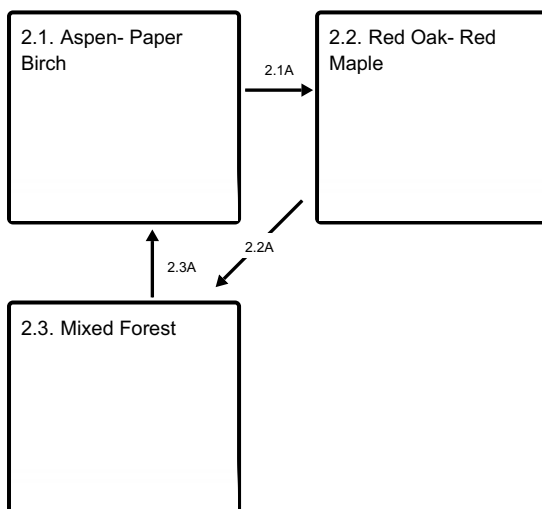 2.1. Aspen- Paper
Birch
2.1A
2.2. Red Oak- Red
Maple
2.2A
2.3A
2.3. Mixed Forest